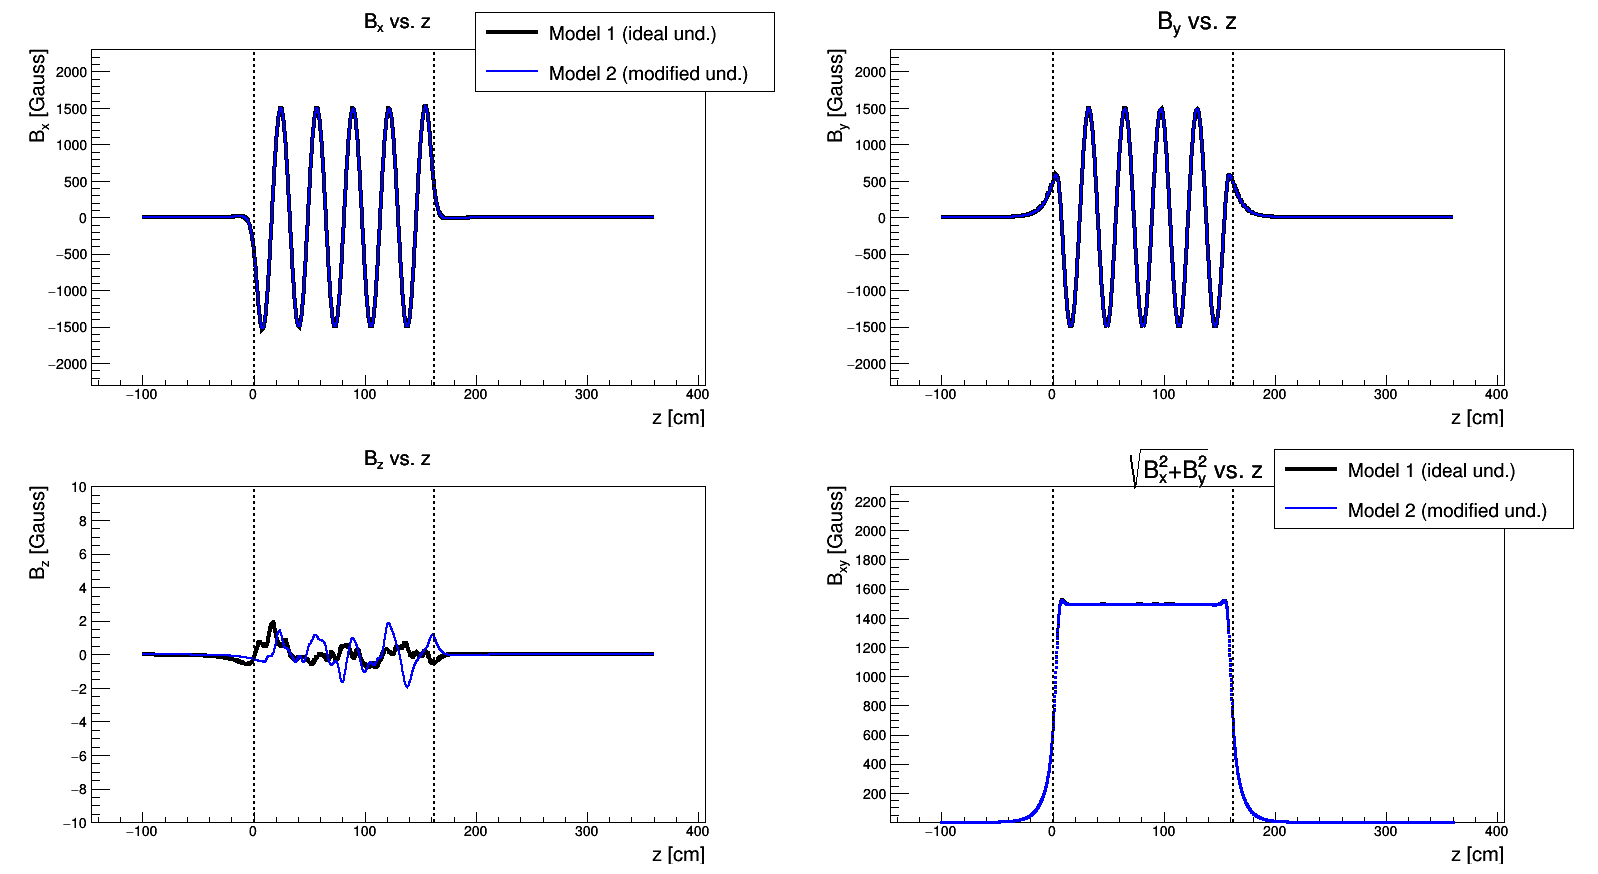 Bx vs. z
Model 1 (ideal und.)
Model 2 (modified und.)
Bx [Gauss]
2000
1500
1000
500
0
−500
−1000
−1500
−2000
−100 0 100 200 300 400
z [cm]
By vs. z
By [Gauss]
2000
1500
1000
500
0
−500
−1000
−1500
−2000
−100 0 100 200 300 400
z [cm]
Bz vs. z
Bz [Gauss]
10
8
6
4
2
0
−2
−4
−6
−8
−10
−100 0 100 200 300 400
z [cm]
√Bx²+By² vs. z
Model 1 (ideal und.)
Model 2 (modified und.)
Bxy [Gauss]
2200
2000
1800
1600
1400
1200
1000
800
600
400
200
−100 0 100 200 300 400
z [cm]